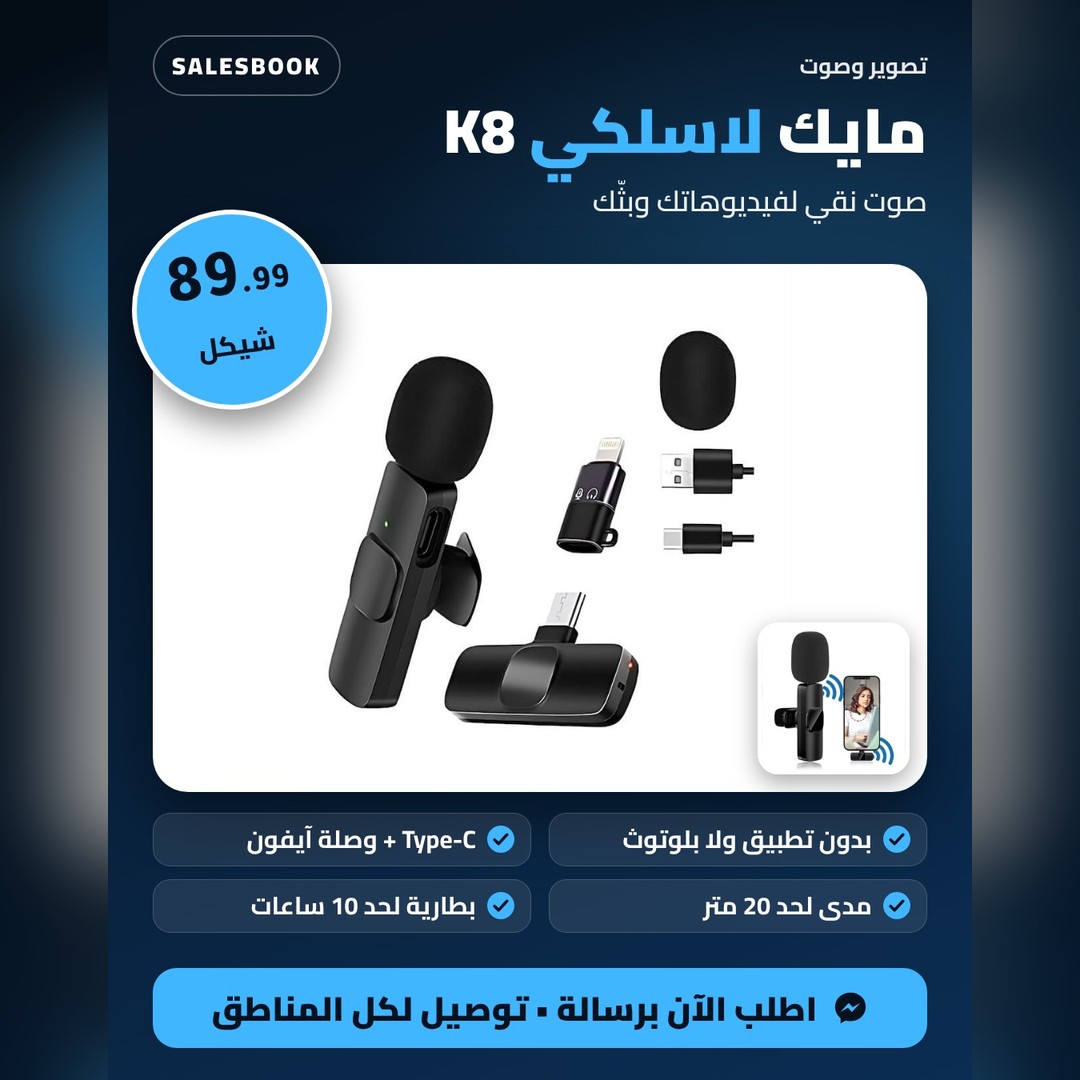 SALESBOOK
تصوير وصوت
مايك لاسلكي K8
صوت نقي لفيديوهاتك وبثّك
89.99
شيكل
بدون تطبيق ولا بلوتوث
Type-C + وصلة آيفون
مدى لحد 20 متر
بطارية لحد 10 ساعات
اطلب الآن برسالة • توصيل لكل المناطق